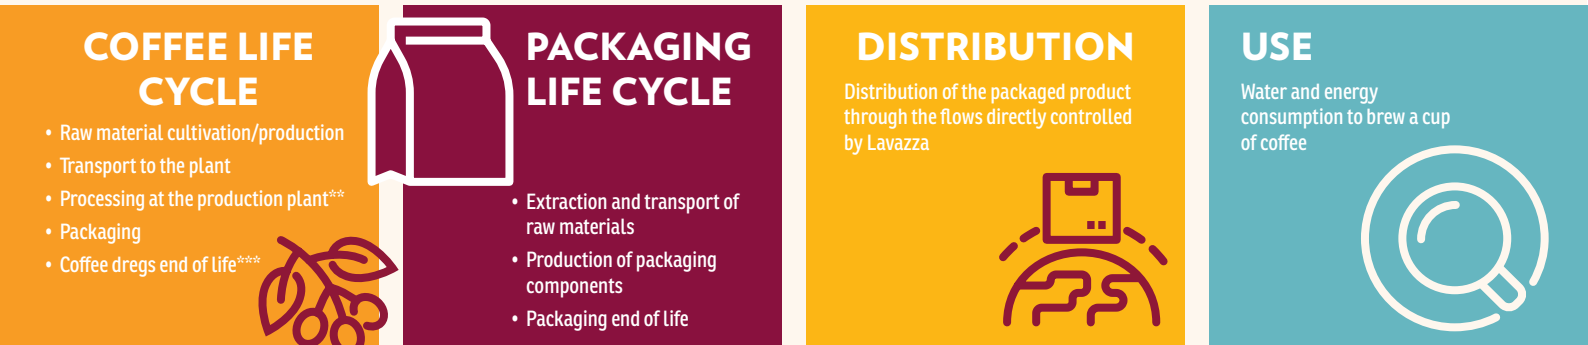 COFFEE LIFE
CYCLE
• Raw material cultivation/production
• Transport to the plant
• Processing at the production plant**
• Packaging
• Coffee dregs end of life***
PACKAGING
LIFE CYCLE
• Extraction and transport of
raw materials
• Production of packaging
components
• Packaging end of life
DISTRIBUTION
Distribution of the packaged product
through the flows directly controlled
by Lavazza
USE
Water and energy
consumption to brew a cup
of coffee